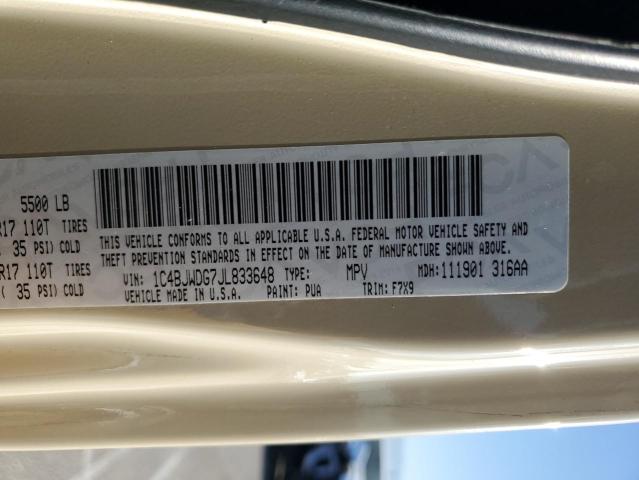 5500 LB
R17 110T TIRES
( 35 PSI) COLD
R17 110T TIRES
( 35 PSI) COLD
THIS VEHICLE CONFORMS TO ALL APPLICABLE U.S.A. FEDERAL MOTOR VEHICLE SAFETY AND
THEFT PREVENTION STANDARDS IN EFFECT ON THE DATE OF MANUFACTURE SHOWN ABOVE.
VIN: 1C4BJWDG7JL833648 TYPE: MPV MDH:111901 316AA
VEHICLE MADE IN U.S.A. PAINT: PUA TRIM: F7X9